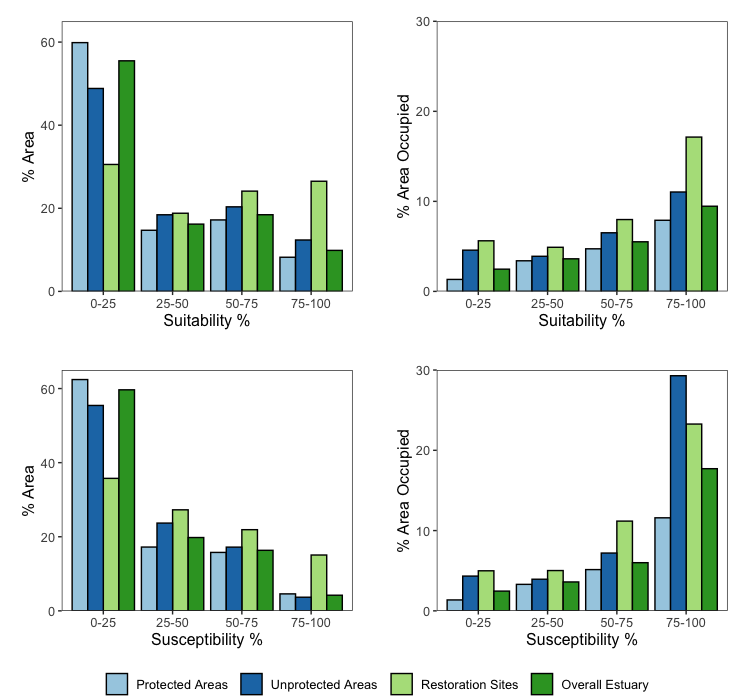 % Area
60
40
20
0
0-25 25-50 50-75 75-100
Suitability %
% Area Occupied
30
20
10
0
0-25 25-50 50-75 75-100
Suitability %
% Area
60
40
20
0
0-25 25-50 50-75 75-100
Susceptibility %
% Area Occupied
30
20
10
0
0-25 25-50 50-75 75-100
Susceptibility %
Protected Areas Unprotected Areas Restoration Sites Overall Estuary